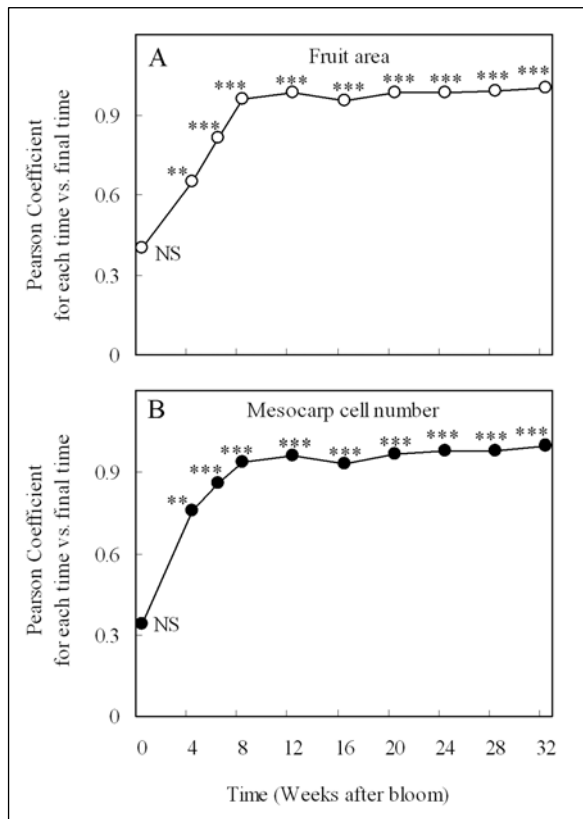 A
Fruit area
*** *** *** *** *** *** ***
***
**
NS
0.9
0.6
0.3
0
Pearson Coefficient
for each time vs. final time
B
Mesocarp cell number
*** *** *** *** *** *** ***
***
**
NS
0.9
0.6
0.3
0
Pearson Coefficient
for each time vs. final time
0 4 8 12 16 20 24 28 32
Time (Weeks after bloom)